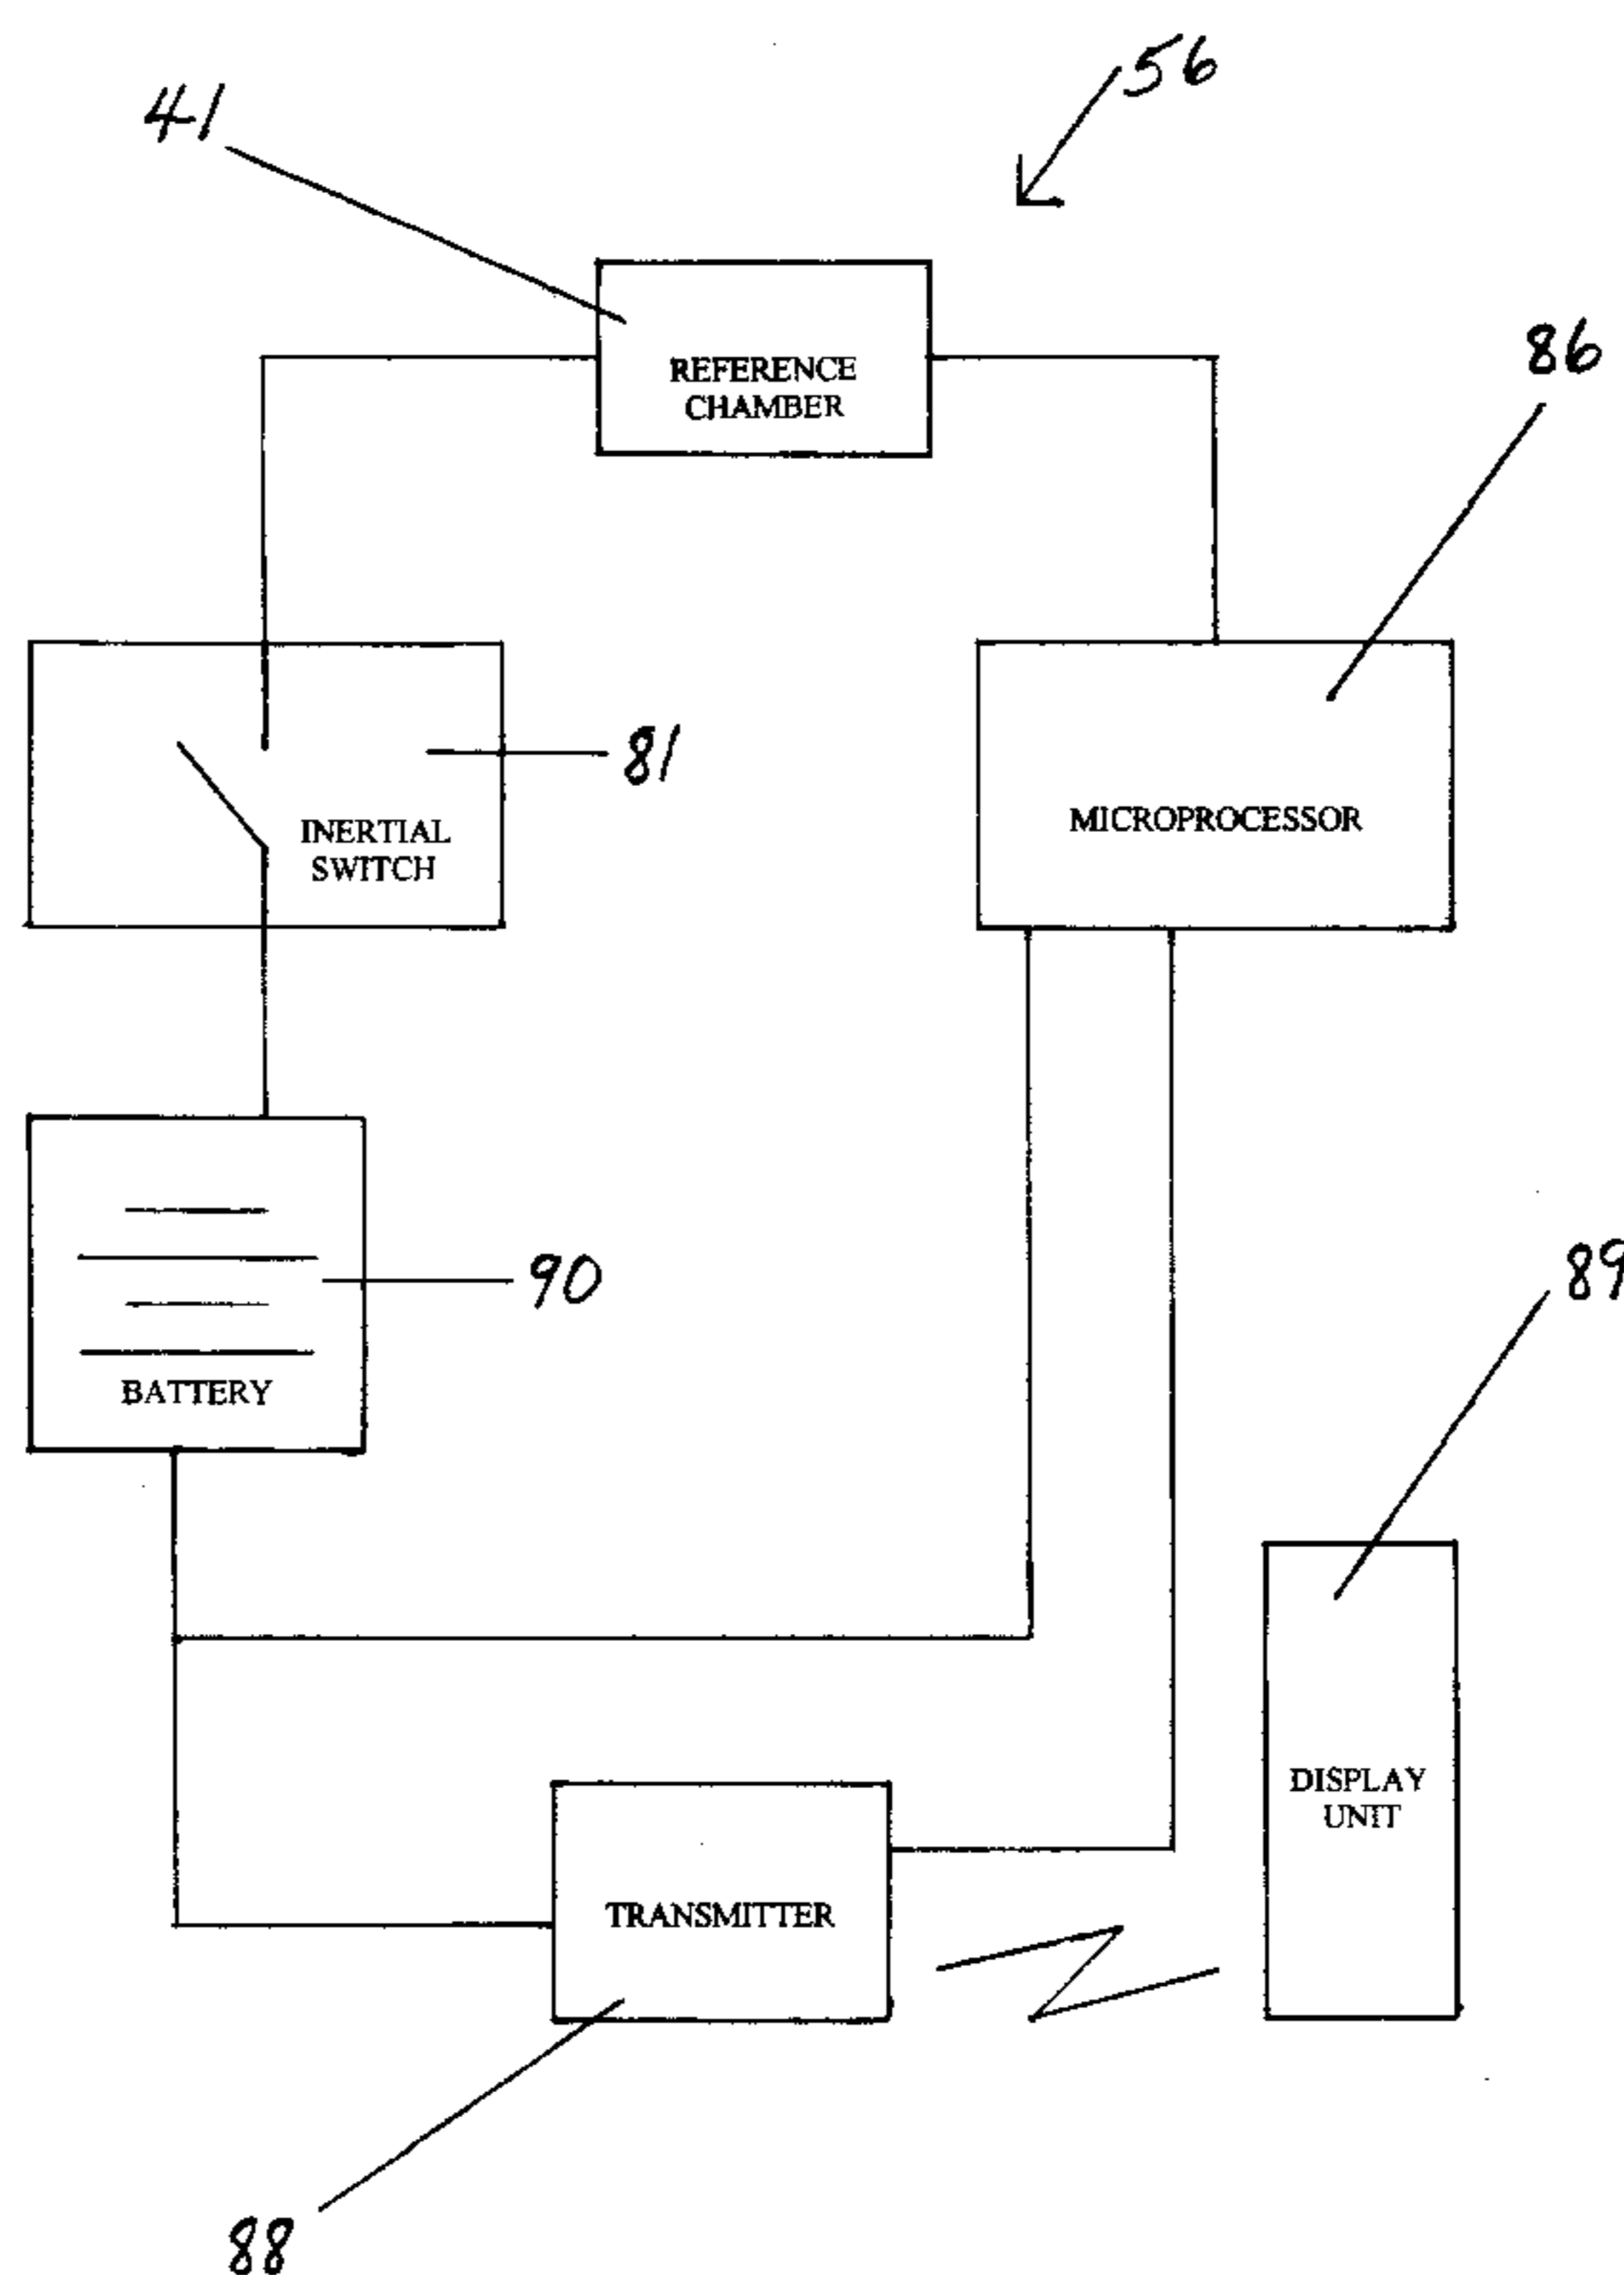 56
41
REFERENCE
CHAMBER
86
81
INERTIAL
SWITCH
MICROPROCESSOR
90
BATTERY
89
DISPLAY
UNIT
TRANSMITTER
88